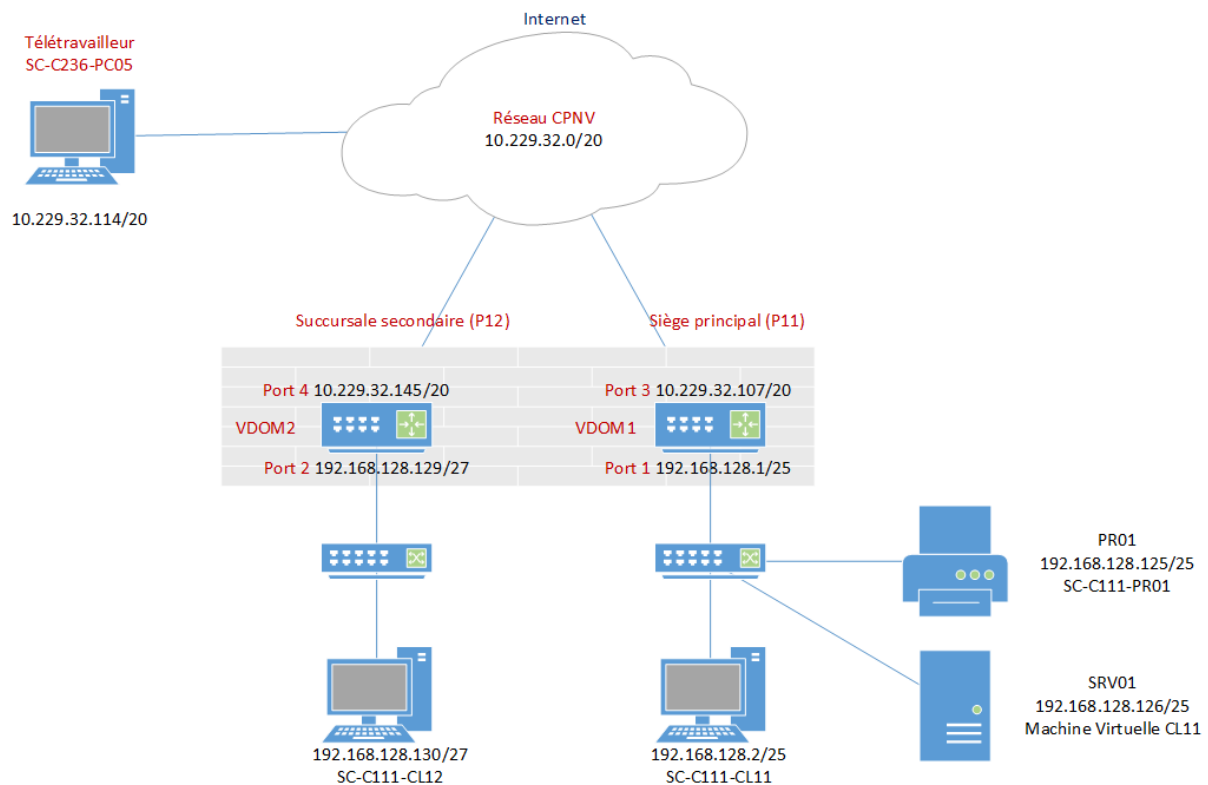 Internet
Télétravailleur
SC-C236-PC05
Réseau CPNV
10.229.32.0/20
10.229.32.114/20
Succursale secondaire (P12)
Siège principal (P11)
Port 4 10.229.32.145/20
Port 3 10.229.32.107/20
VDOM2
VDOM1
Port 2 192.168.128.129/27
Port 1 192.168.128.1/25
PR01
192.168.128.125/25
SC-C111-PR01
SRV01
192.168.128.126/25
Machine Virtuelle CL11
192.168.128.130/27
SC-C111-CL12
192.168.128.2/25
SC-C111-CL11